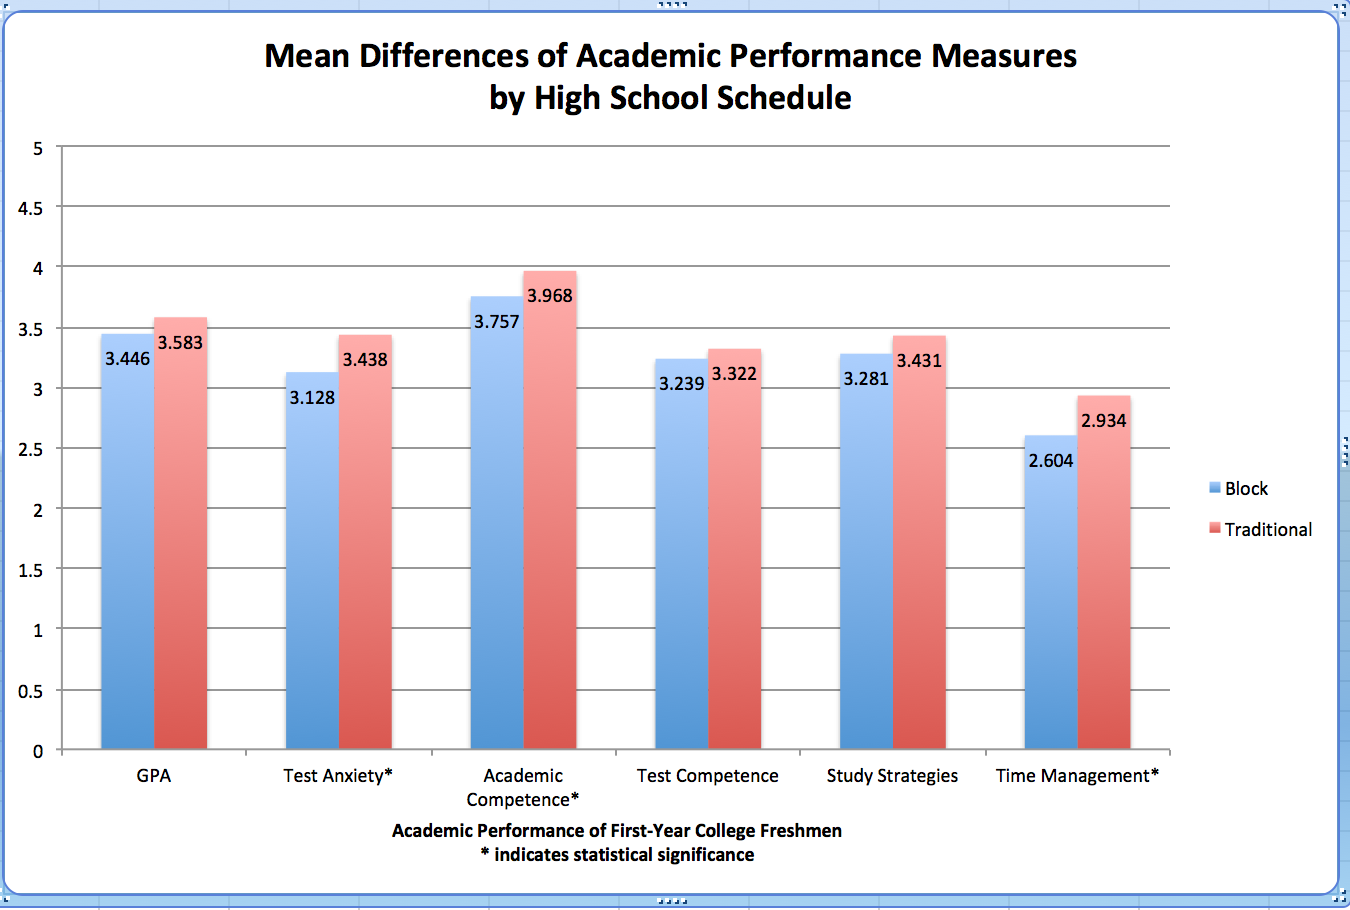 Mean Differences of Academic Performance Measures
by High School Schedule
5
4.5
4
3.5
3
2.5
2
1.5
1
0.5
0
3.446
3.583
3.128
3.438
3.757
3.968
3.239
3.322
3.281
3.431
2.604
2.934
Block
Traditional
GPA
Test Anxiety*
Academic
Competence*
Test Competence
Study Strategies
Time Management*
Academic Performance of First-Year College Freshmen
* indicates statistical significance